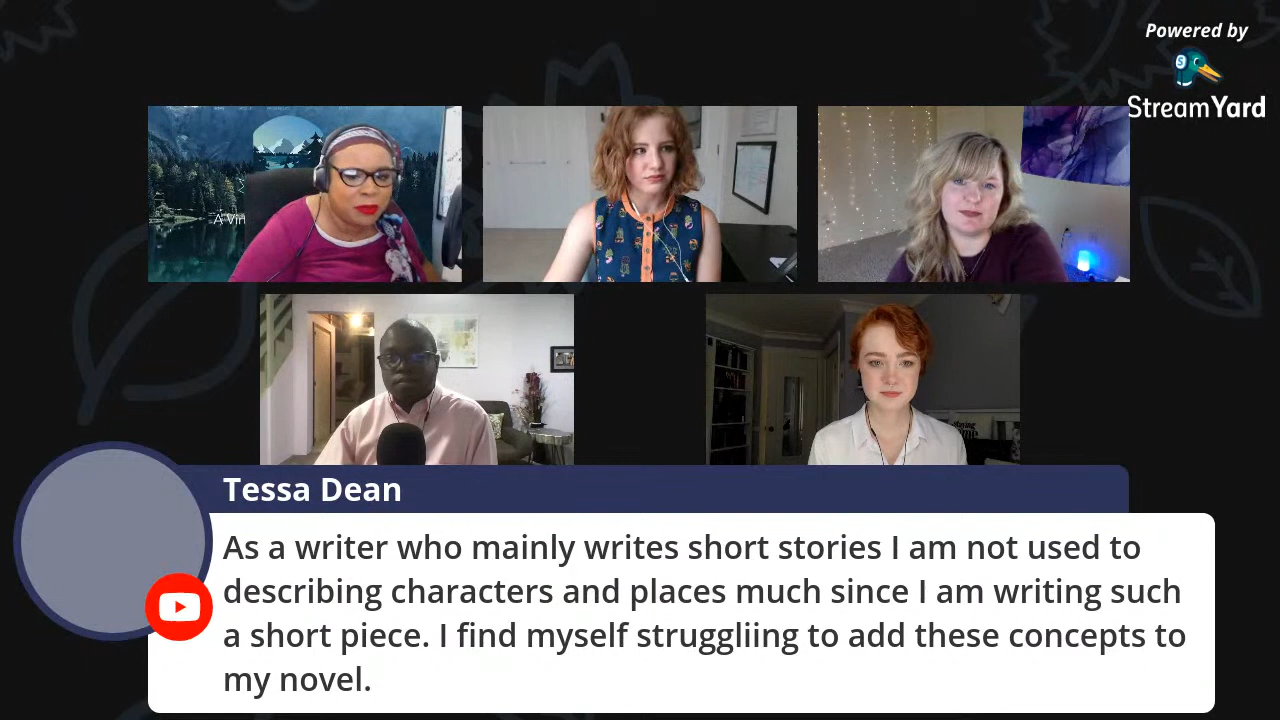 Powered by
StreamYard
A Vir
Tessa Dean
As a writer who mainly writes short stories I am not used to
describing characters and places much since I am writing such
a short piece. I find myself struggliing to add these concepts to
my novel.